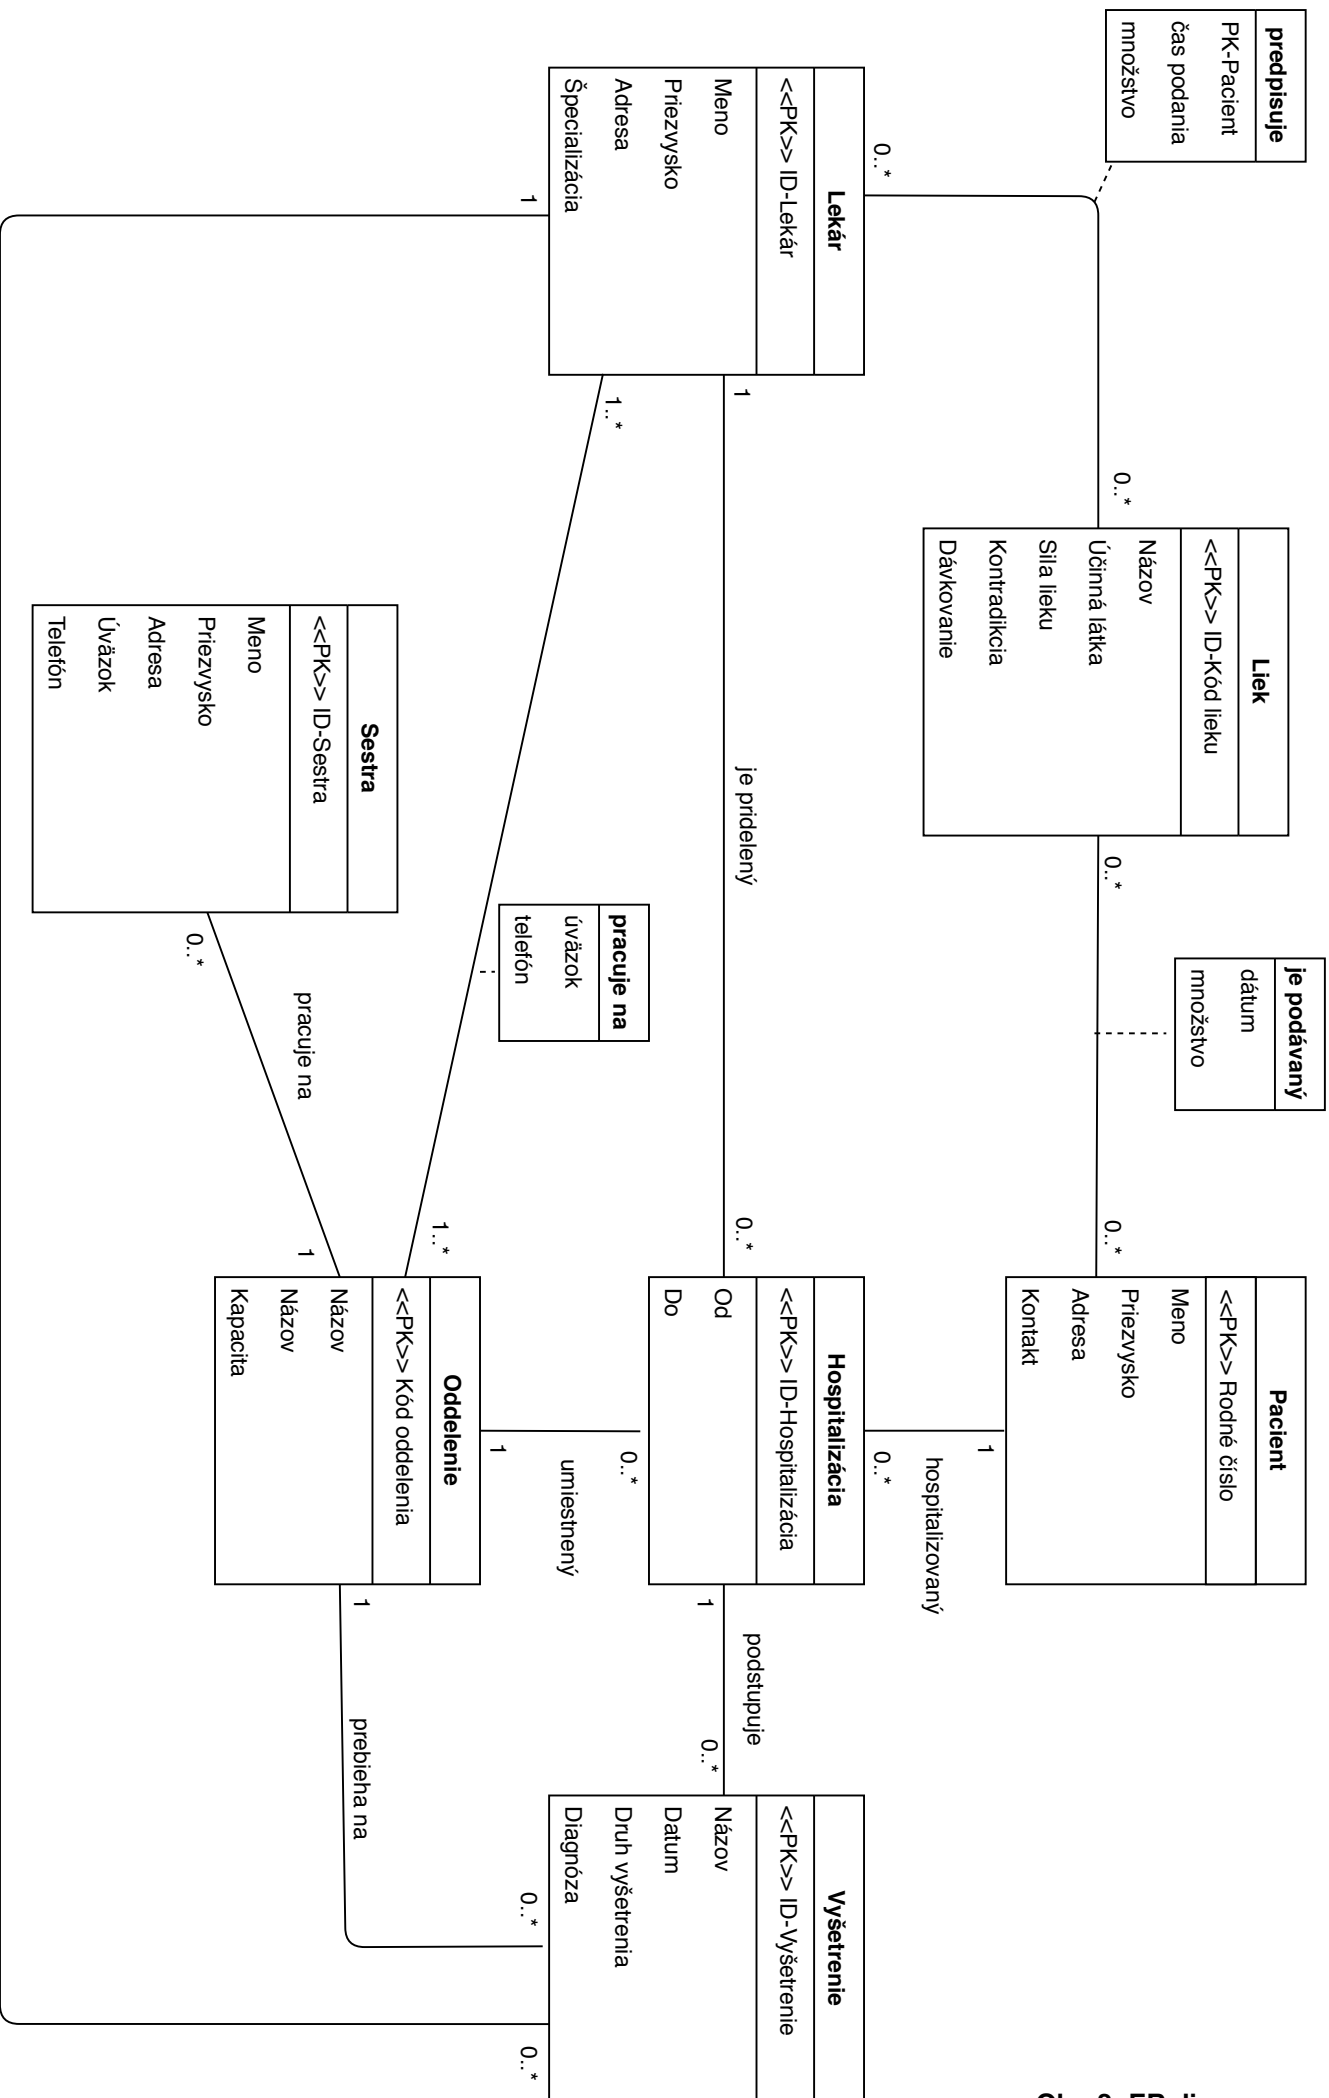 predpisuje
PK-Pacient
čas podania
množstvo
Lekár
<<PK>> ID-Lekár
Meno
Priezvysko
Adresa
Špecializácia
0..*
1
1
1..*
0..*
Liek
<<PK>> ID-Kód lieku
Názov
Účinná látka
Sila lieku
Kontradikcia
Dávkovanie
0..*
je podávaný
dátum
množstvo
0..*
Pacient
<<PK>> Rodné číslo
Meno
Priezvysko
Adresa
Kontakt
je pridelený
0..*
pracuje na
úväzok
telefón
1..*
Sestra
<<PK>> ID-Sestra
Meno
Priezvysko
Adresa
Úväzok
Telefón
0..*
pracuje na
1
1
hospitalizovaný
0..*
Hospitalizácia
<<PK>> ID-Hospitalizácia
Od
Do
0..*
umiestnený
1
Oddelenie
<<PK>> Kód oddelenia
Názov
Názov
Kapacita
1
podstupuje
0..*
1
prebieha na
0..*
Vyšetrenie
<<PK>> ID-Vyšetrenie
Názov
Datum
Druh vyšetrenia
Diagnóza
0..*